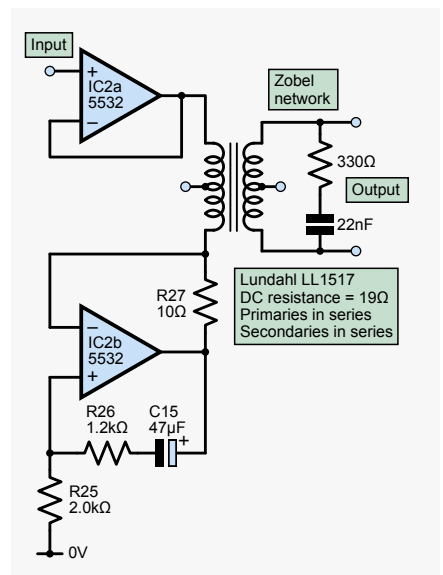 Input
+
IC2a
5532
–
Zobel
network
330Ω
Output
22nF
Lundahl LL1517
DC resistance = 19Ω
Primaries in series
Secondaries in series
R27
10Ω
–
IC2b
5532
+
R26
1.2kΩ
C15
47µF
+
R25
2.0kΩ
0V